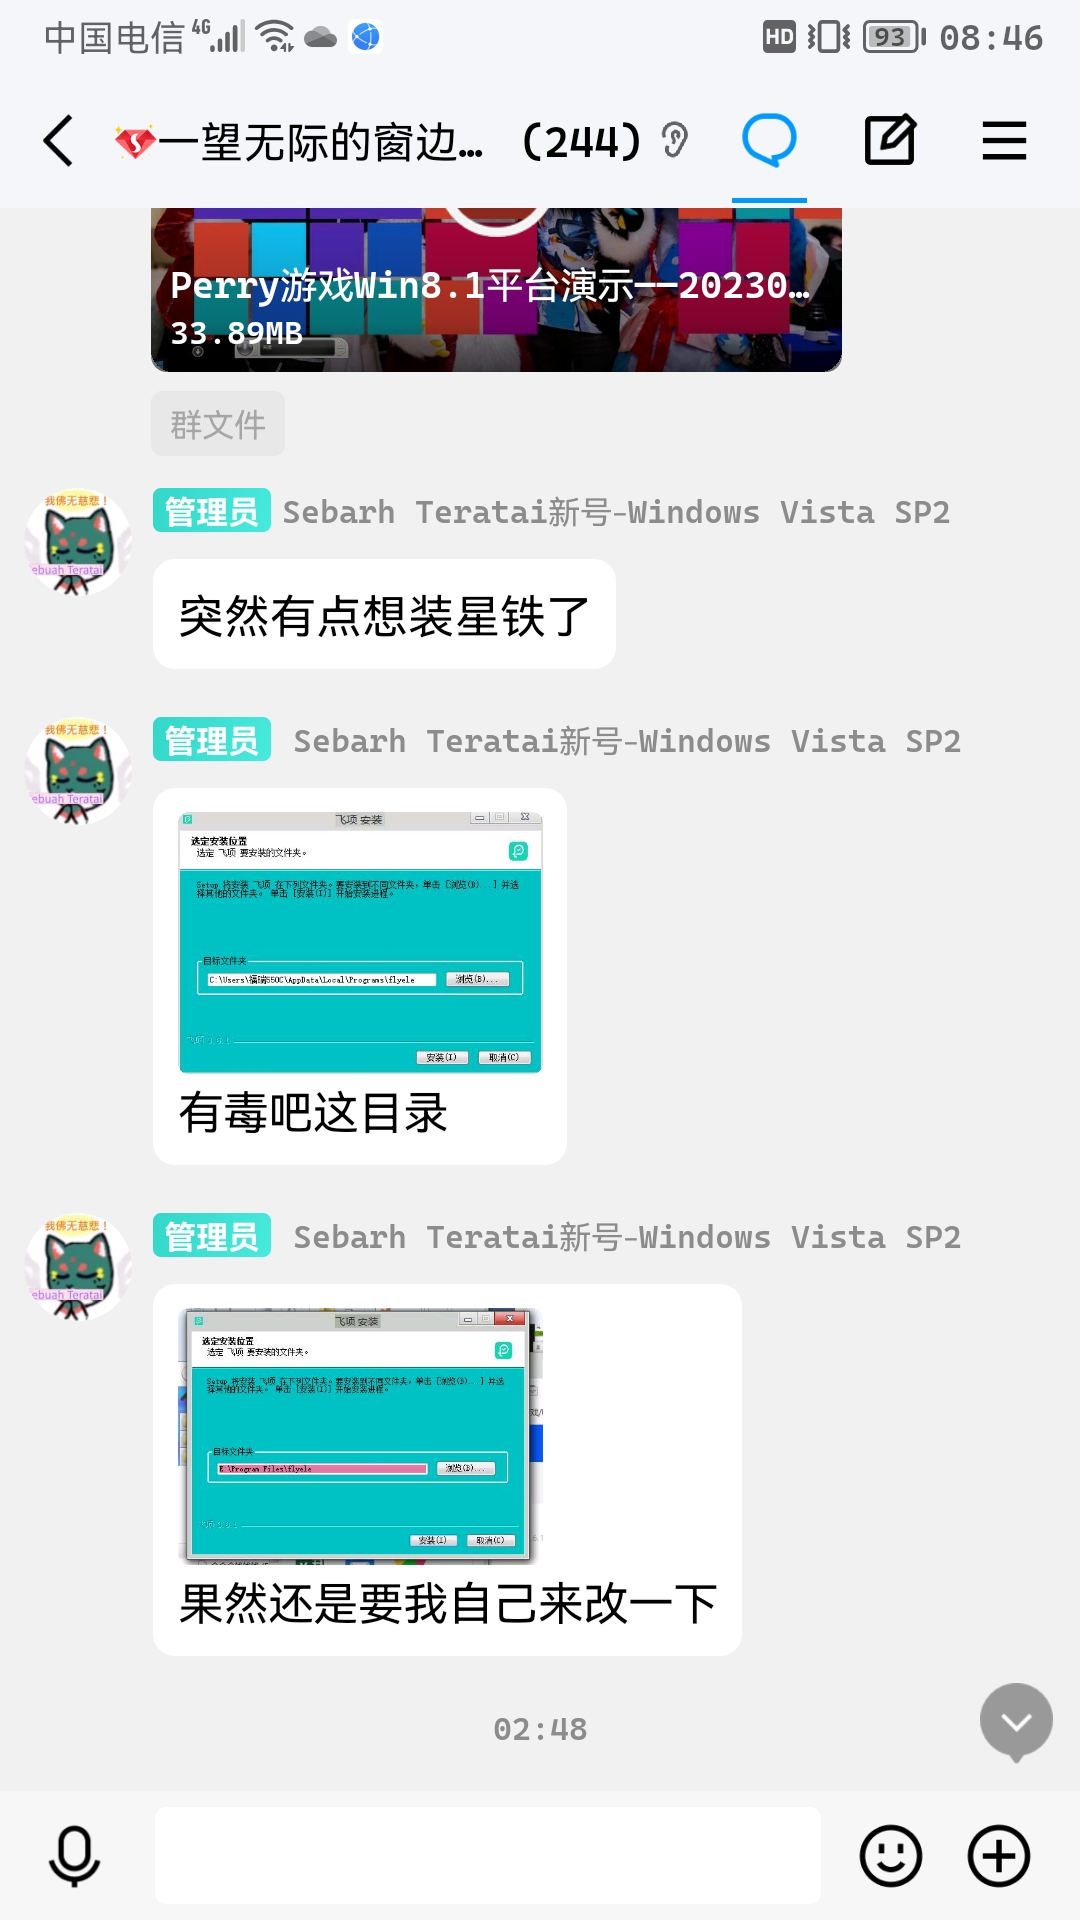 中国电信 4G HD 93 08:46
一望无际的窗边… (244)
Perry游戏Win8.1平台演示——20230…
33.89MB
群文件
我佛无慈悲！
ebuah Teratai
管理员 Sebarh Teratai新号-Windows Vista SP2
突然有点想装星铁了
我佛无慈悲！
ebuah Teratai
管理员 Sebarh Teratai新号-Windows Vista SP2
飞项 安装
选定安装位置
选定 飞项 要安装的文件夹。
Setup 将安装 飞项 在下列文件夹。要安装到不同文件夹，单击 [浏览(B)...] 并选
择其他的文件夹。 单击 [安装(I)] 开始安装进程。
目标文件夹
C:\Users\福瑞550C\AppData\Local\Programs\flyele 浏览(B)...
安装(I) 取消(C)
有毒吧这目录
我佛无慈悲！
ebuah Teratai
管理员 Sebarh Teratai新号-Windows Vista SP2
飞项 安装
选定安装位置
选定 飞项 要安装的文件夹。
Setup 将安装 飞项 在下列文件夹。要安装到不同文件夹，单击 [浏览(B)...] 并选
择其他的文件夹。 单击 [安装(I)] 开始安装进程。
目标文件夹
E:\Program Files\flyele 浏览(B)...
安装(I) 取消(C)
果然还是要我自己来改一下
02:48